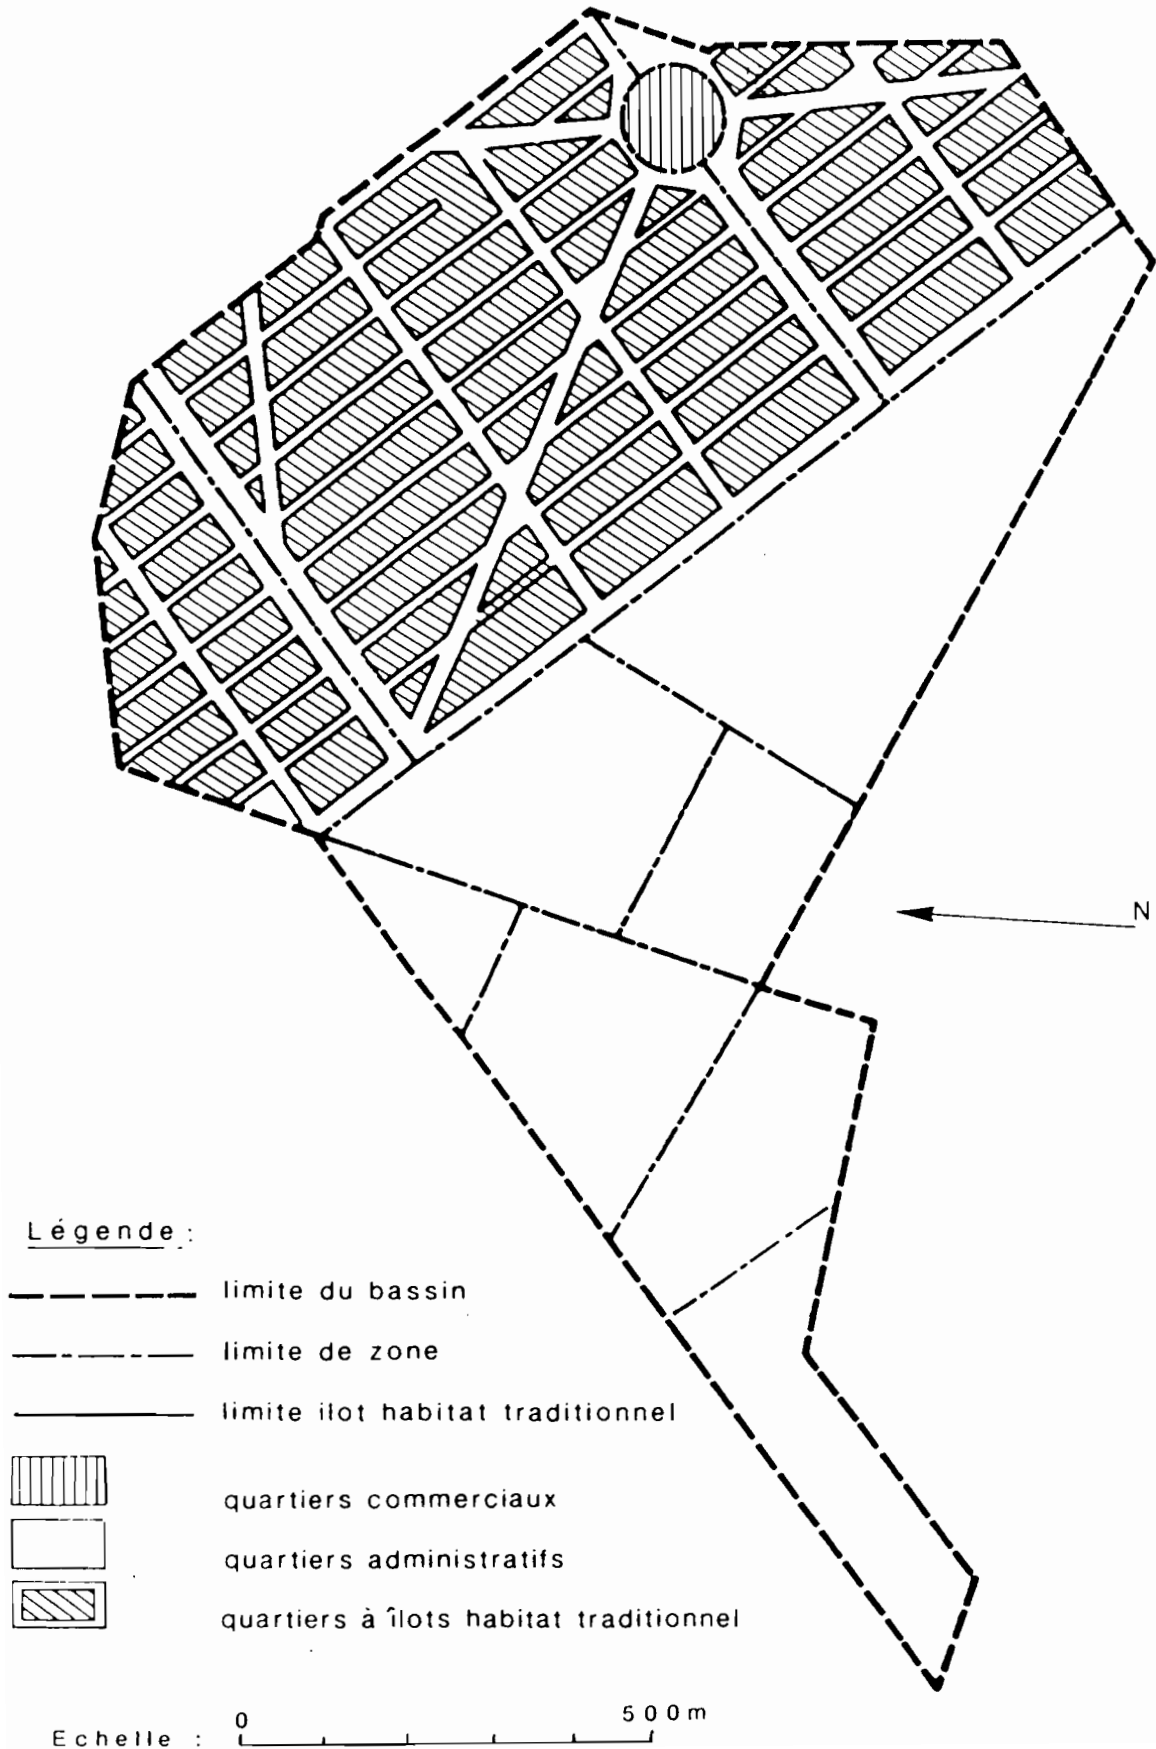 N
Légende :
limite du bassin
limite de zone
limite ilot habitat traditionnel
quartiers commerciaux
quartiers administratifs
quartiers à îlots habitat traditionnel
0 500m
Echelle :